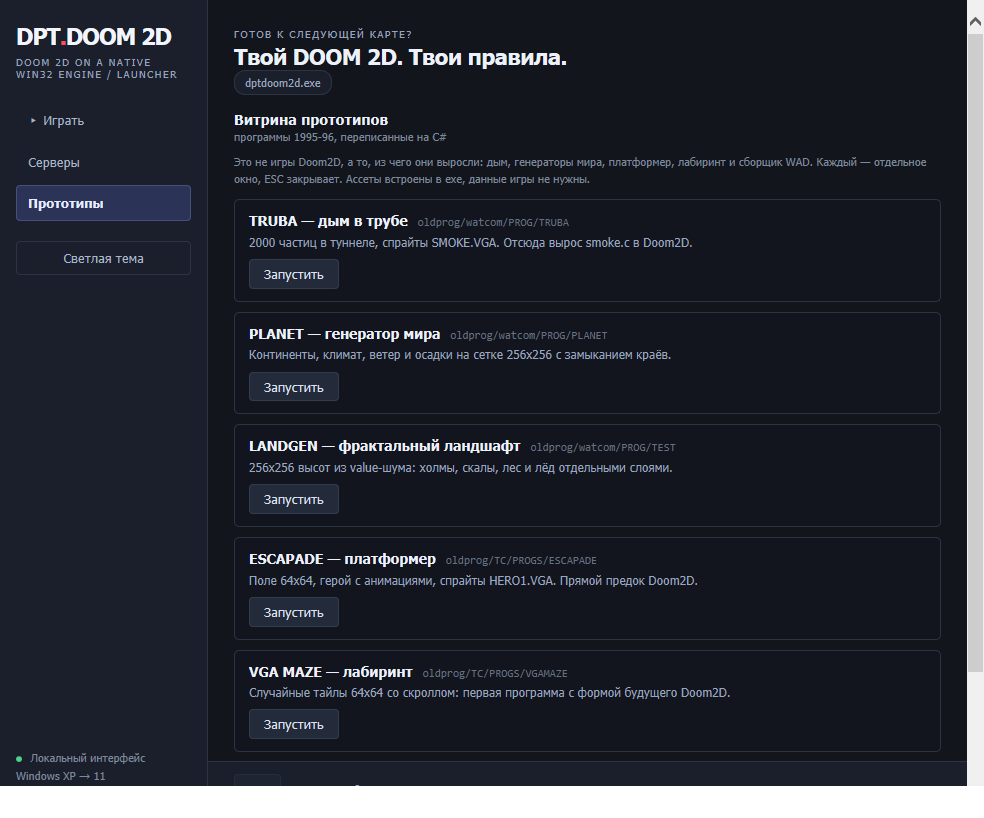 DPT.DOOM 2D
DOOM 2D ON A NATIVE
WIN32 ENGINE / LAUNCHER
Играть
Серверы
Прототипы
Светлая тема
Локальный интерфейс
Windows XP → 11
ГОТОВ К СЛЕДУЮЩЕЙ КАРТЕ?
Твой DOOM 2D. Твои правила.
dptdoom2d.exe
Витрина прототипов
программы 1995-96, переписанные на C#
Это не игры Doom2D, а то, из чего они выросли: дым, генераторы мира, платформер, лабиринт и сборщик WAD. Каждый — отдельное
окно, ESC закрывает. Ассеты встроены в exe, данные игры не нужны.
TRUBA — дым в трубе oldprog/watcom/PROG/TRUBA
2000 частиц в туннеле, спрайты SMOKE.VGA. Отсюда вырос smoke.c в Doom2D.
Запустить
PLANET — генератор мира oldprog/watcom/PROG/PLANET
Континенты, климат, ветер и осадки на сетке 256x256 с замыканием краёв.
Запустить
LANDGEN — фрактальный ландшафт oldprog/watcom/PROG/TEST
256x256 высот из value-шума: холмы, скалы, лес и лёд отдельными слоями.
Запустить
ESCAPADE — платформер oldprog/TC/PROGS/ESCAPADE
Поле 64x64, герой с анимациями, спрайты HERO1.VGA. Прямой предок Doom2D.
Запустить
VGA MAZE — лабиринт oldprog/TC/PROGS/VGAMAZE
Случайные тайлы 64x64 со скроллом: первая программа с формой будущего Doom2D.
Запустить